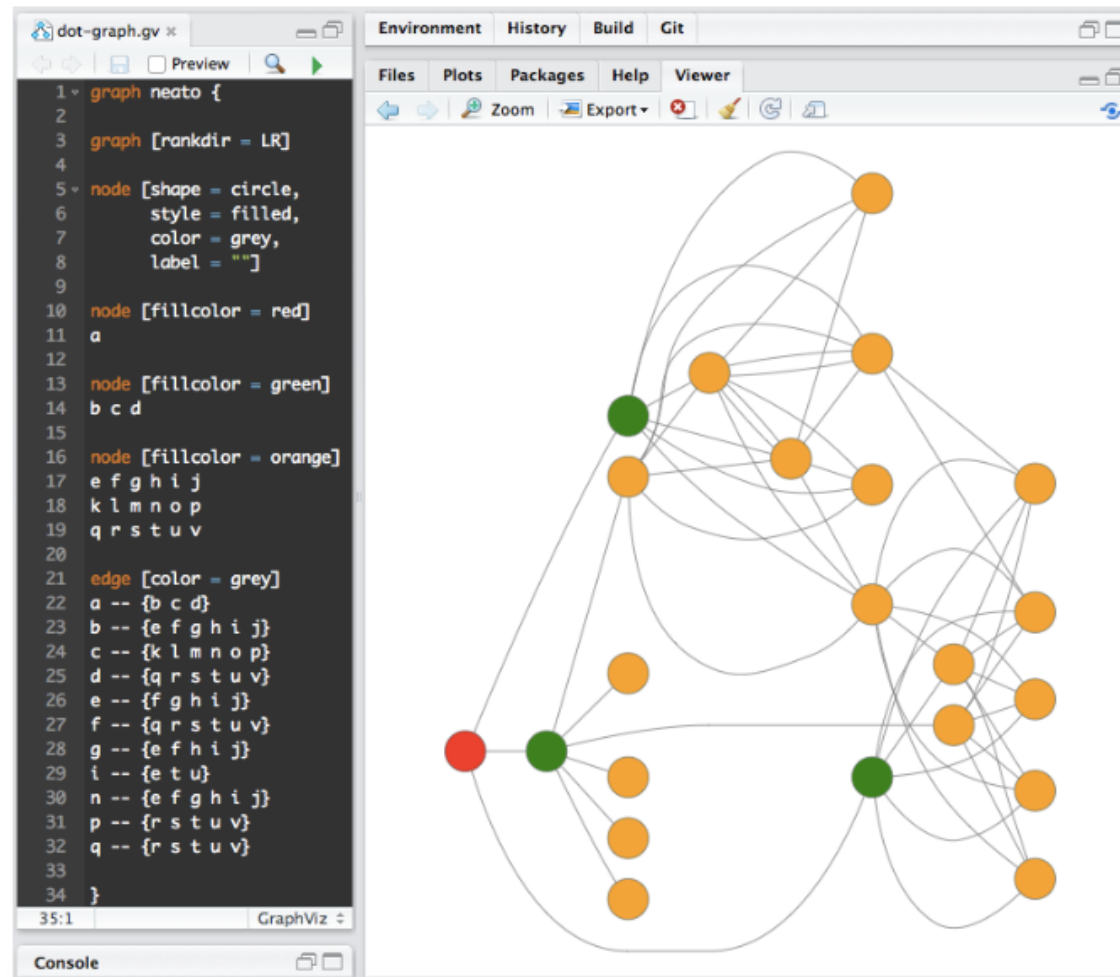 dot-graph.gv
Preview
1 graph neato {
2
3 graph [rankdir = LR]
4
5 node [shape = circle,
6 style = filled,
7 color = grey,
8 label = ""]
9
10 node [fillcolor = red]
11 a
12
13 node [fillcolor = green]
14 b c d
15
16 node [fillcolor = orange]
17 e f g h i j
18 k l m n o p
19 q r s t u v
20
21 edge [color = grey]
22 a -- {b c d}
23 b -- {e f g h i j}
24 c -- {k l m n o p}
25 d -- {q r s t u v}
26 e -- {f g h i j}
27 f -- {q r s t u v}
28 g -- {e f h i j}
29 i -- {e t u}
30 n -- {e f g h i j}
31 p -- {r s t u v}
32 q -- {r s t u v}
33
34 }
35:1 GraphViz
Console
Environment History Build Git
Files Plots Packages Help Viewer
Zoom Export